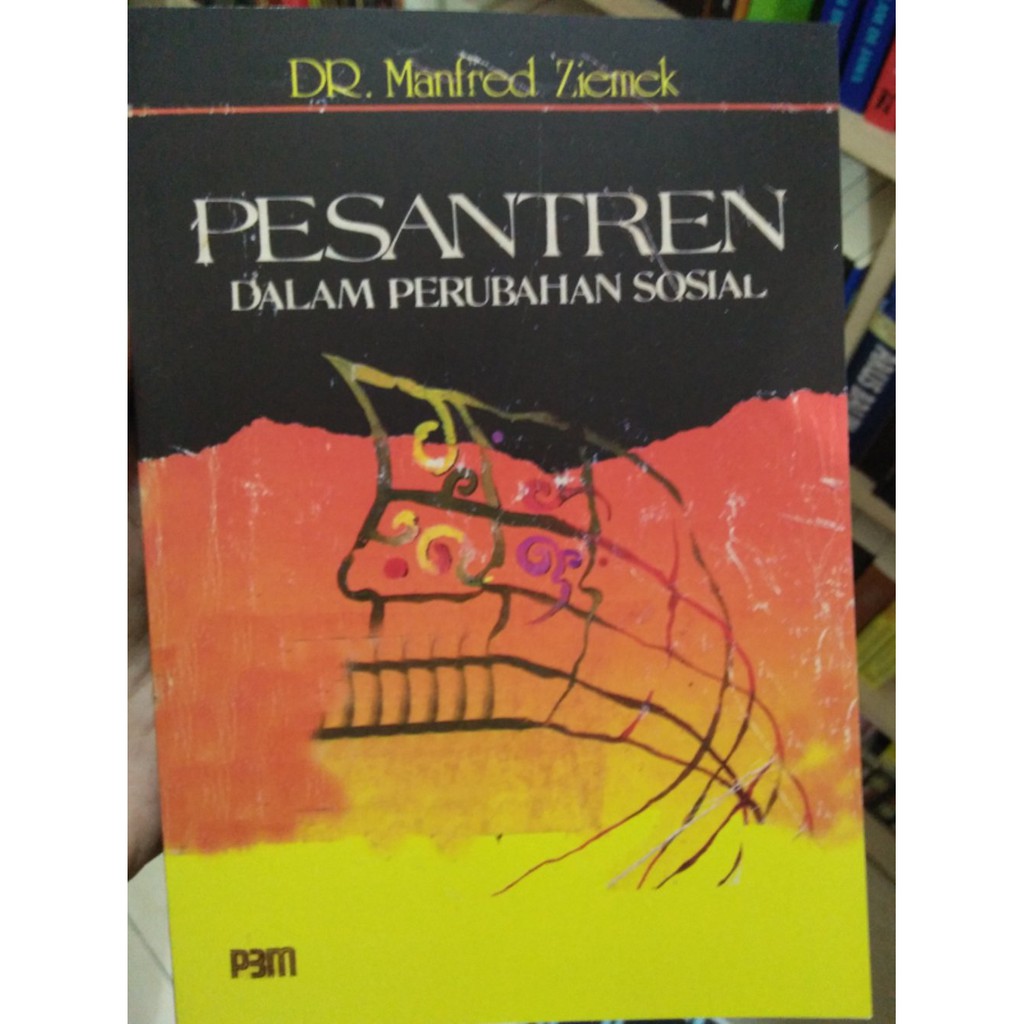 DR. Manfred Ziemek
PESANTREN
DALAM PERUBAHAN SOSIAL
P3M